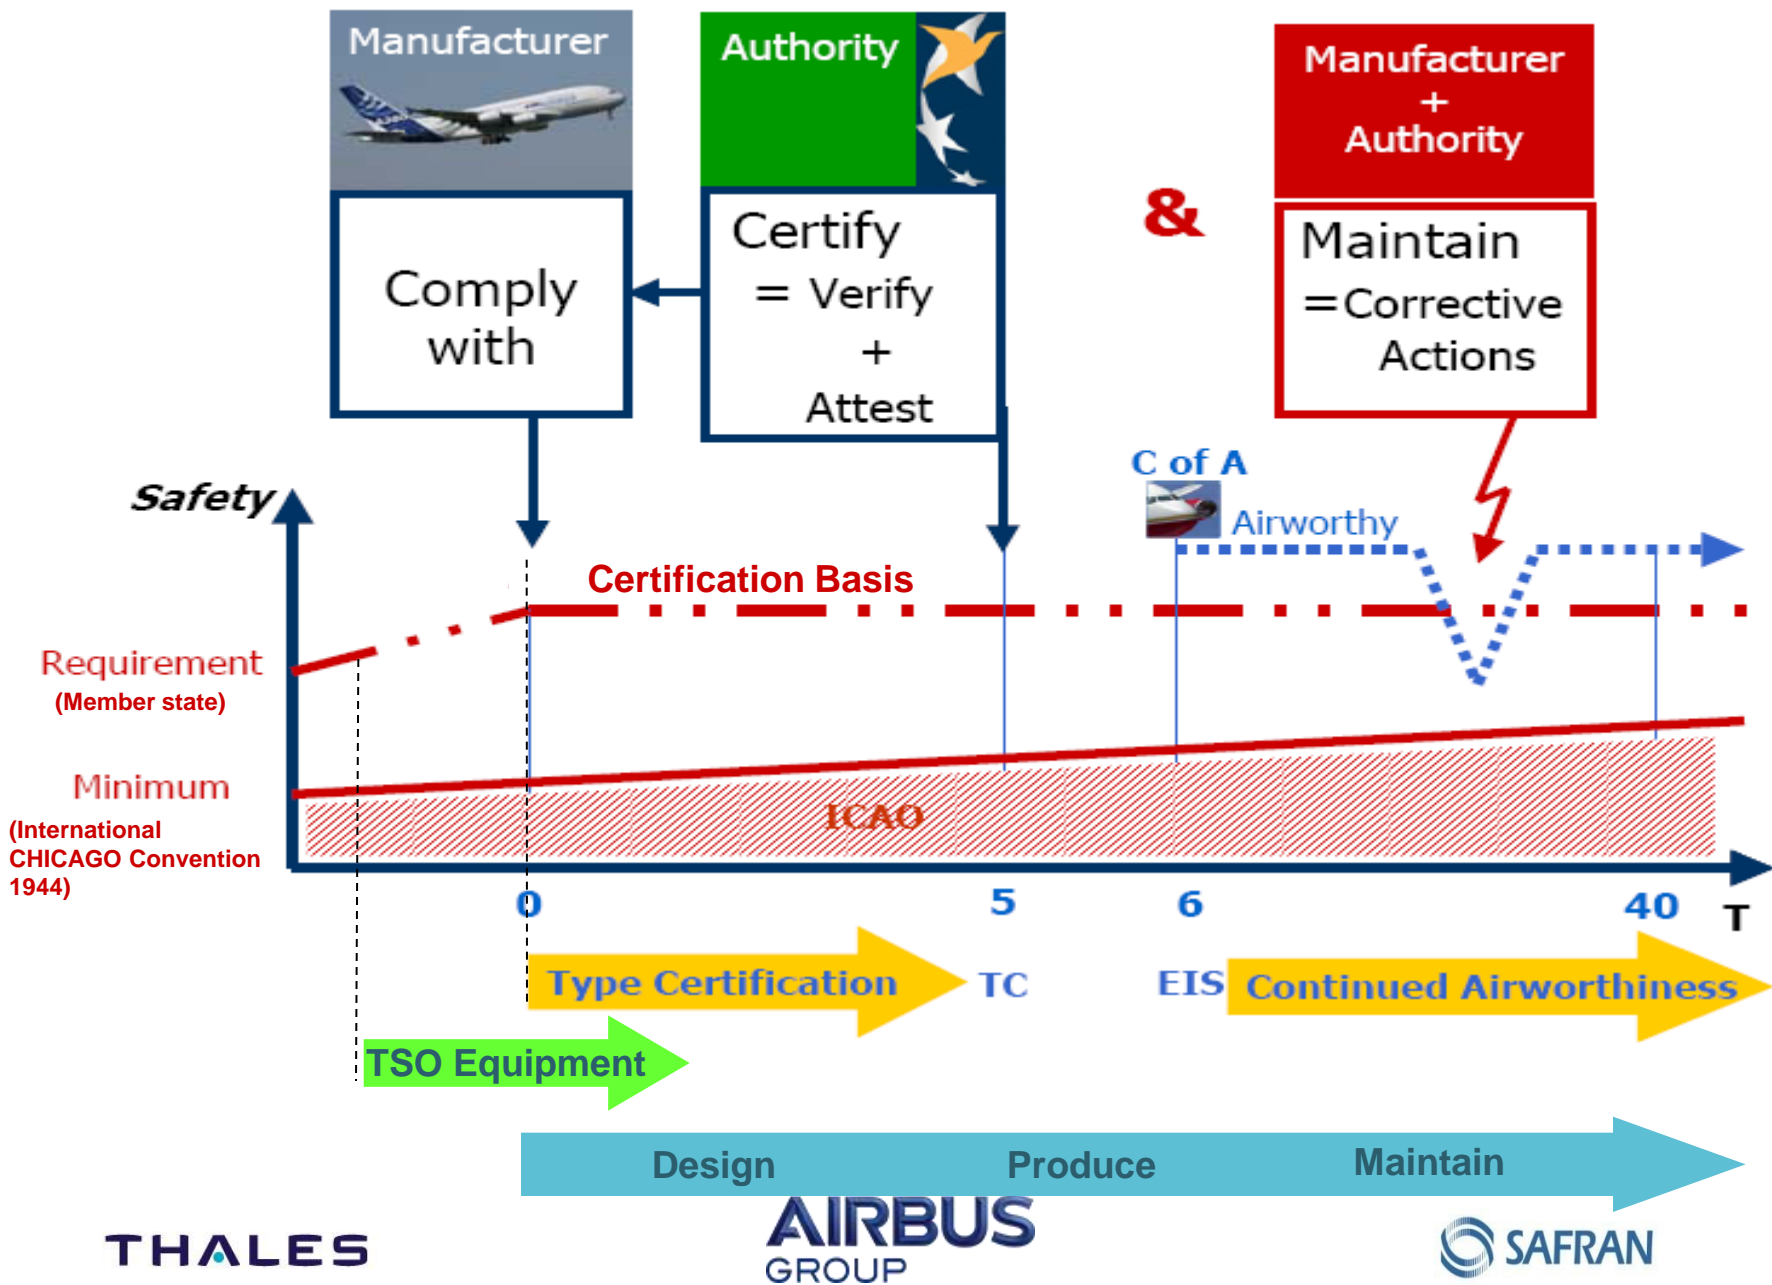 Manufacturer
Authority
Manufacturer
+
Authority
Comply
with
Certify
= Verify
+
Attest
&
Maintain
=Corrective
Actions
C of A
Safety
Airworthy
Certification Basis
Requirement
(Member state)
Minimum
(International
CHICAGO Convention
1944)
ICAO
0
5
6
40
T
Type Certification
TC
EIS
Continued Airworthiness
TSO Equipment
Design
Produce
Maintain
THALES
AIRBUS
GROUP
SAFRAN